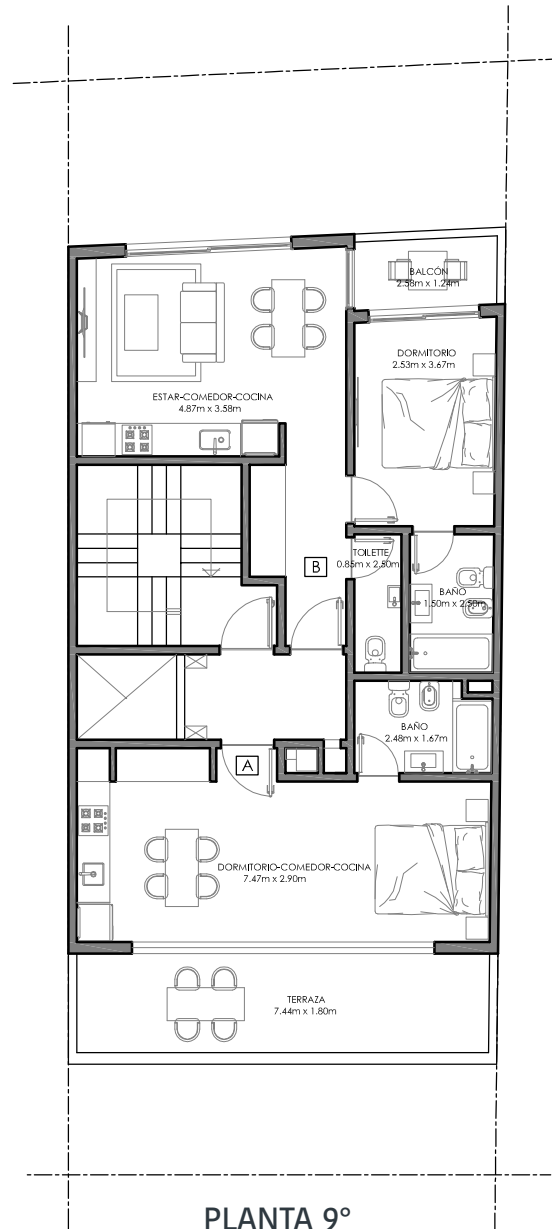 BALCÓN
2.58m x 1.24m
DORMITORIO
2.53m x 3.67m
ESTAR-COMEDOR-COCINA
4.87m x 3.58m
TOILETTE
0.85m x 2.50m
B
BAÑO
1.50m x 2.50m
BAÑO
2.48m x 1.67m
A
DORMITORIO-COMEDOR-COCINA
7.47m x 2.90m
TERRAZA
7.44m x 1.80m
PLANTA 9°